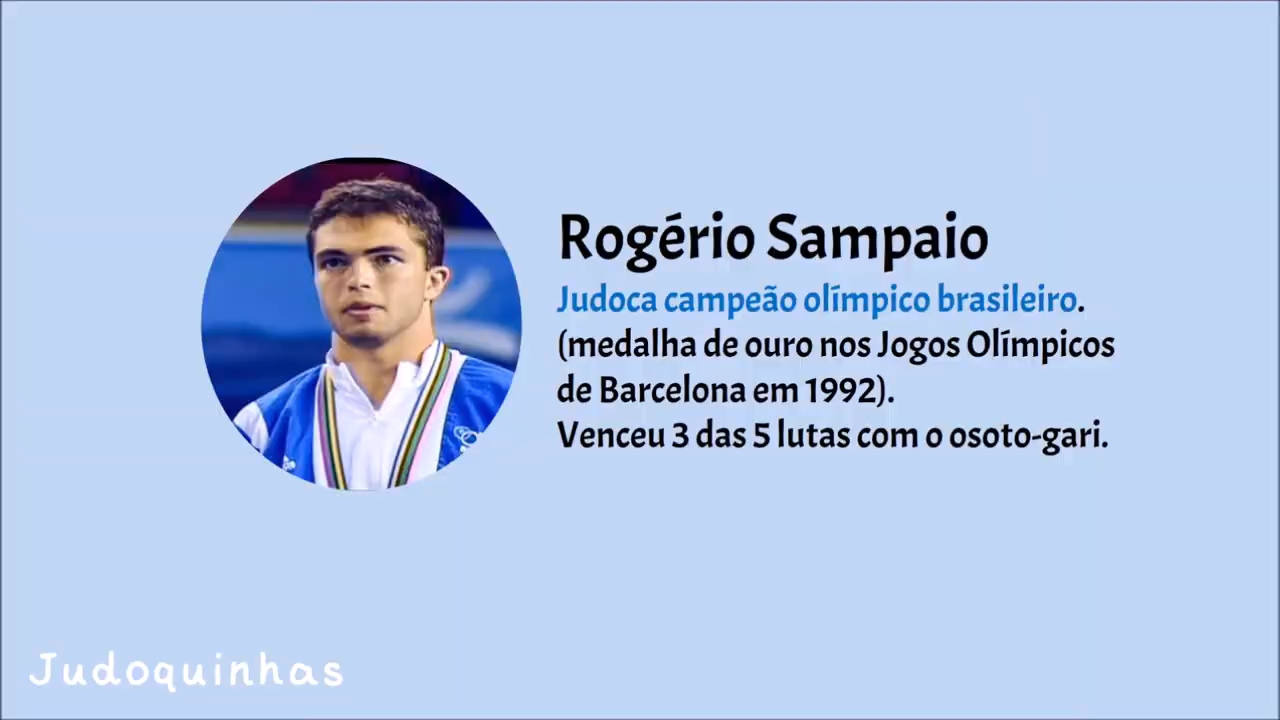 Rogério Sampaio
Judoca campeão olímpico brasileiro.
(medalha de ouro nos Jogos Olímpicos
de Barcelona em 1992).
Venceu 3 das 5 lutas com o osoto-gari.
Judoquinhas